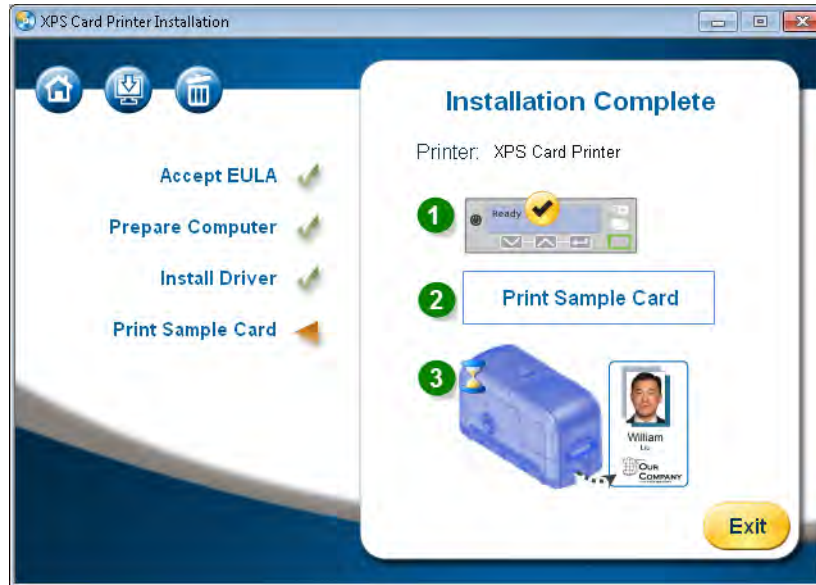 XPS Card Printer Installation
Accept EULA
Prepare Computer
Install Driver
Print Sample Card
Installation Complete
Printer: XPS Card Printer
1
Ready
2
Print Sample Card
3
William
Liu
OUR
COMPANY
Exit